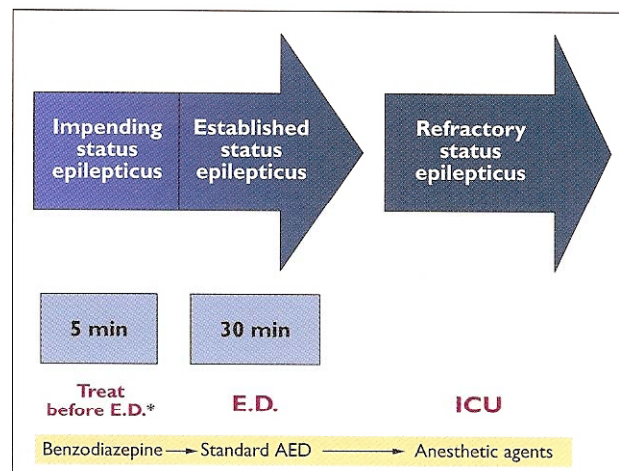 Impending
status
epilepticus
Established
status
epilepticus
Refractory
status
epilepticus
5 min
30 min
Treat
before E.D.*
E.D.
ICU
Benzodiazepine → Standard AED → Anesthetic agents